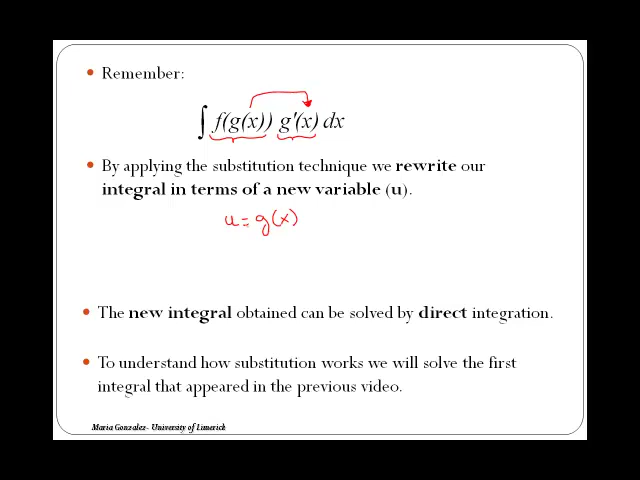 • Remember:
∫ f(g(x)) g'(x) dx
• By applying the substitution technique we rewrite our
integral in terms of a new variable (u).
u = g(x)
• The new integral obtained can be solved by direct integration.
• To understand how substitution works we will solve the first
integral that appeared in the previous video.
Maria Gonzalez- University of Limerick